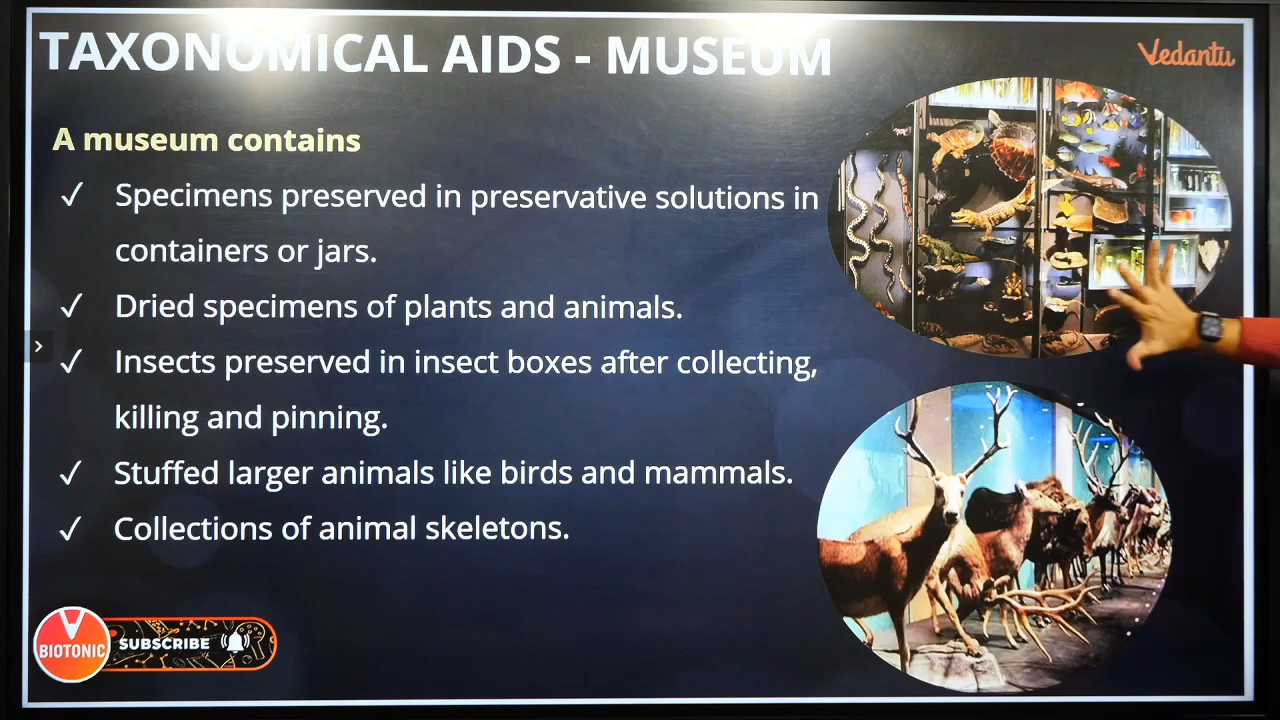 TAXONOMICAL AIDS - MUSEUM
Vedantu
A museum contains
✓ Specimens preserved in preservative solutions in
containers or jars.
✓ Dried specimens of plants and animals.
✓ Insects preserved in insect boxes after collecting,
killing and pinning.
✓ Stuffed larger animals like birds and mammals.
✓ Collections of animal skeletons.
V
BIOTONIC
SUBSCRIBE